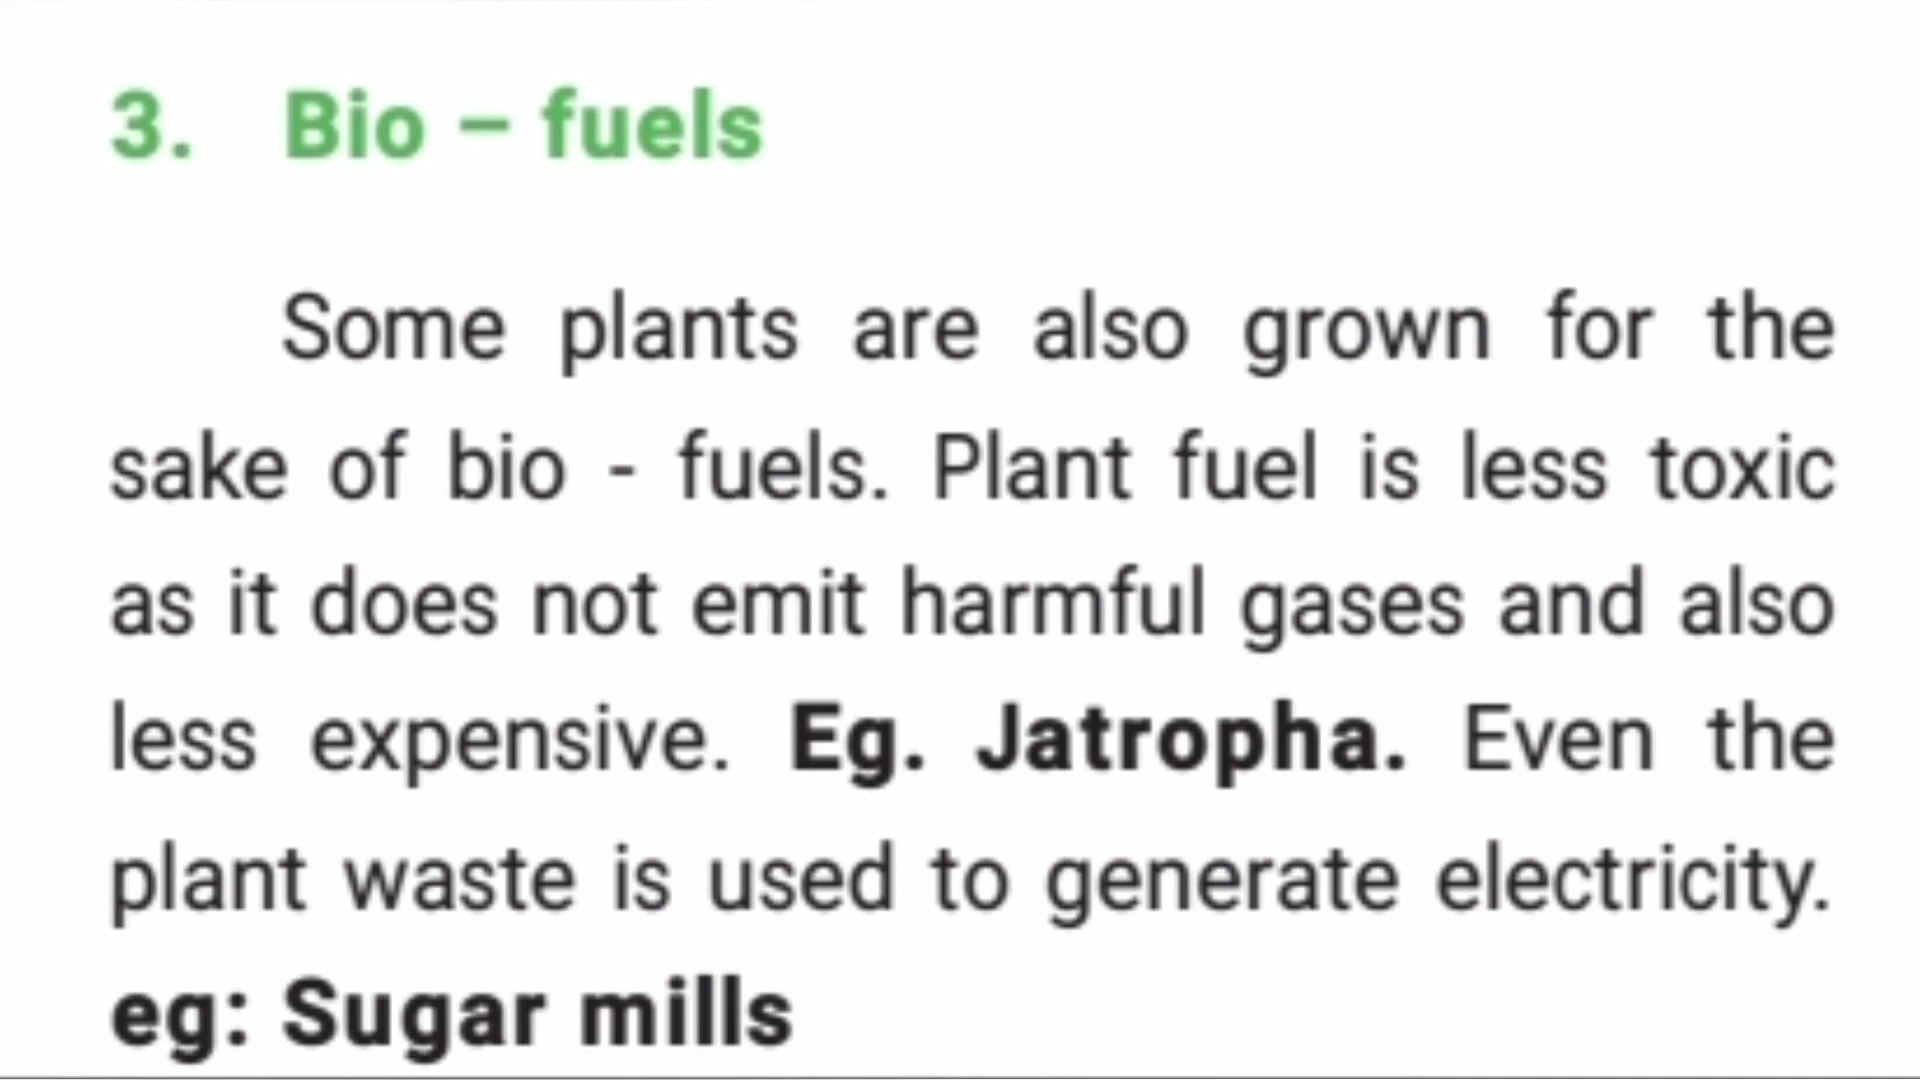 3. Bio – fuels
Some plants are also grown for the
sake of bio - fuels. Plant fuel is less toxic
as it does not emit harmful gases and also
less expensive. Eg. Jatropha. Even the
plant waste is used to generate electricity.
eg: Sugar mills